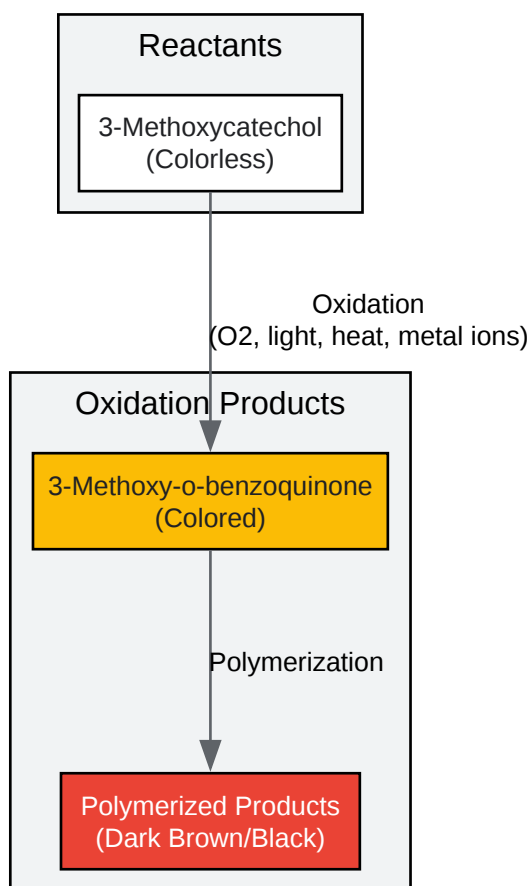 Reactants
3-Methoxycatechol
(Colorless)
Oxidation
(O2, light, heat, metal ions)
Oxidation Products
3-Methoxy-o-benzoquinone
(Colored)
Polymerization
Polymerized Products
(Dark Brown/Black)